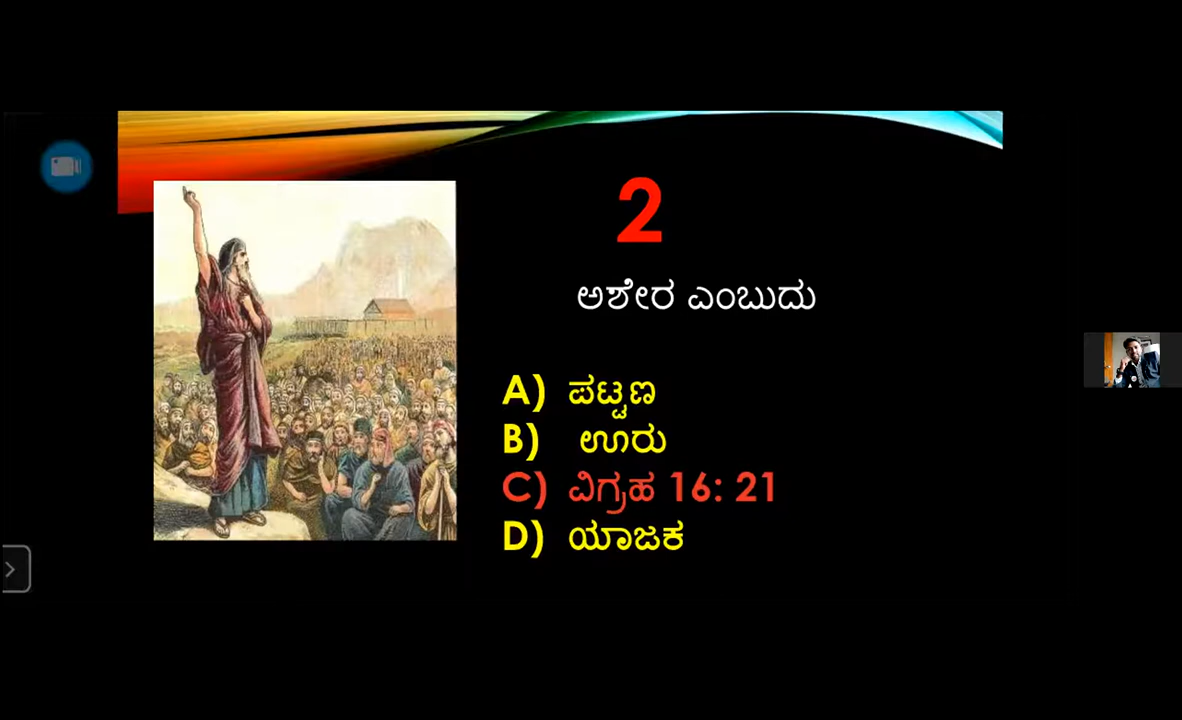 2
ಅಶೇರ ಎಂಬುದು
A) ಪಟ್ಟಣ
B) ಊರು
C) ವಿಗ್ರಹ 16: 21
D) ಯಾಜಕ